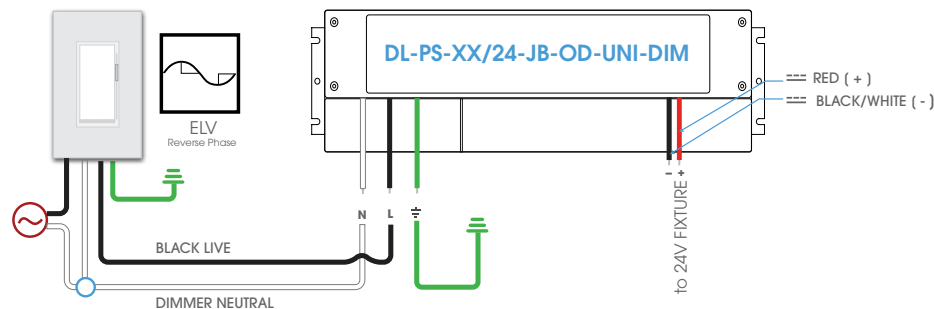 DL-PS-XX/24-JB-OD-UNI-DIM
RED ( + )
BLACK/WHITE ( - )
ELV
Reverse Phase
- +
N L
to 24V FIXTURE
BLACK LIVE
DIMMER NEUTRAL